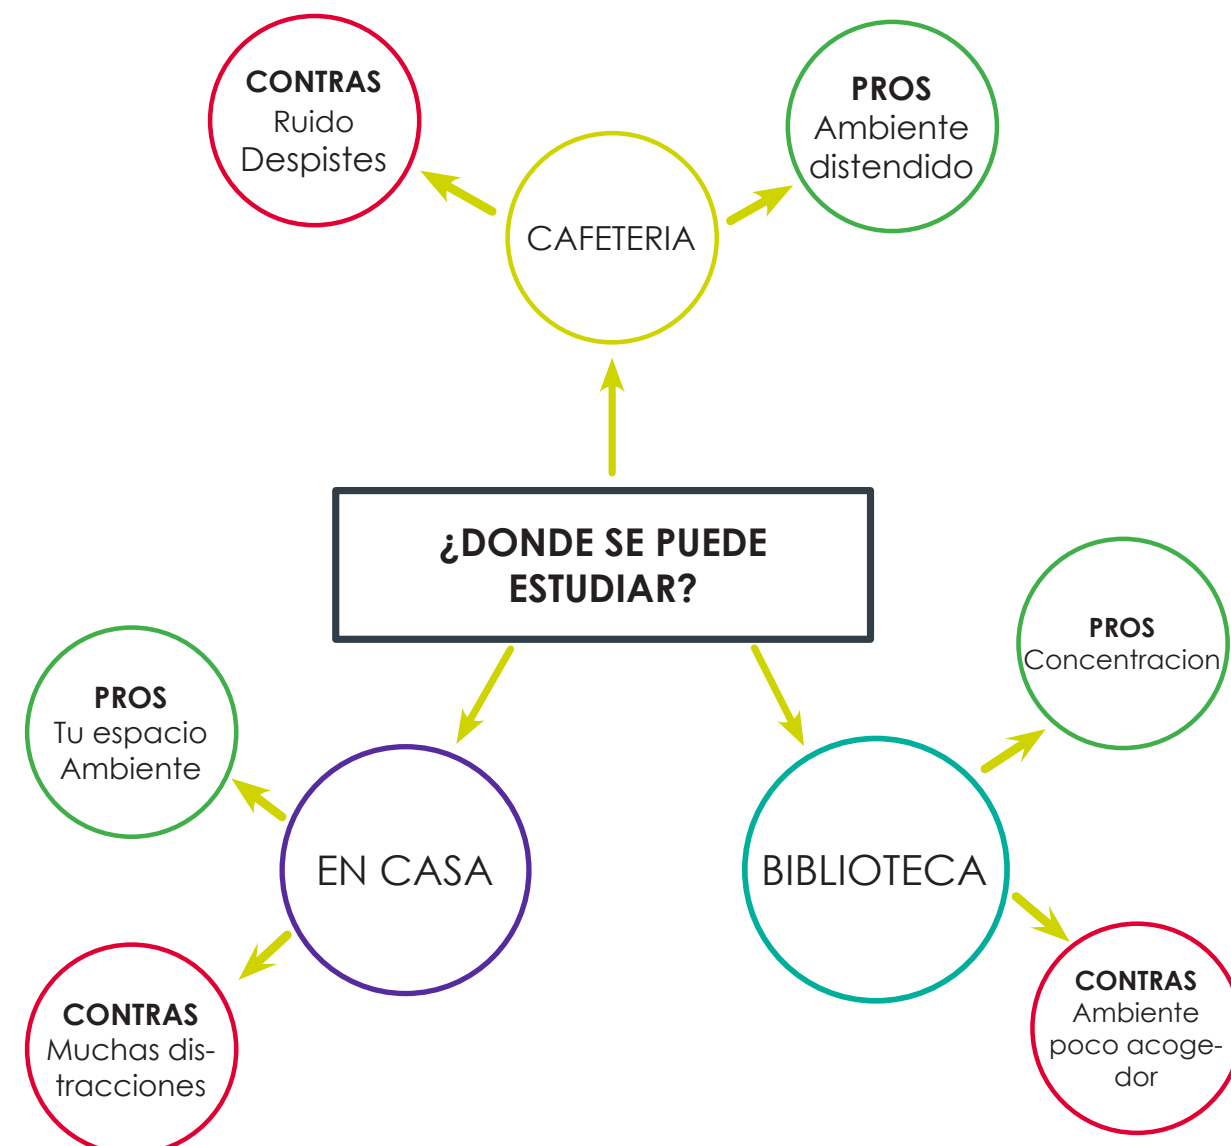 CONTRAS
Ruido
Despistes
PROS
Ambiente
distendido
CAFETERIA
¿DONDE SE PUEDE
ESTUDIAR?
PROS
Tu espacio
Ambiente
EN CASA
CONTRAS
Muchas dis-
tracciones
PROS
Concentracion
BIBLIOTECA
CONTRAS
Ambiente
poco acoge-
dor